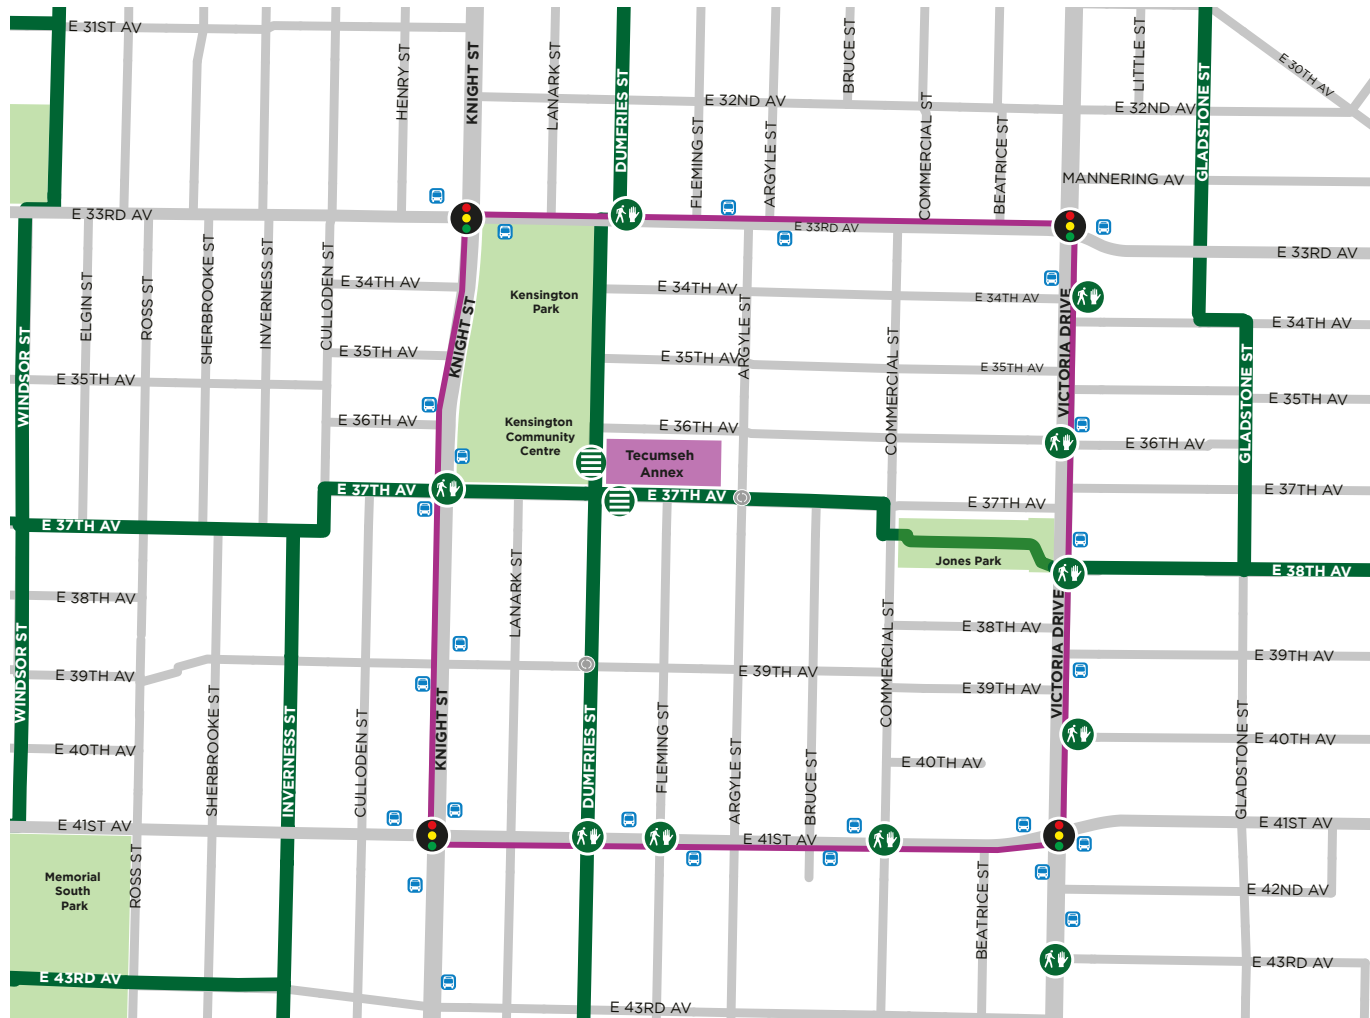 E 31ST AV
HENRY ST
KNIGHT ST
LANARK ST
DUMFRIES ST
BRUCE ST
LITTLE ST
E 30TH AV
E 32ND AV
E 32ND AV
FLEMING ST
ARGYLE ST
COMMERCIAL ST
BEATRICE ST
GLADSTONE ST
MANNERING AV
E 33RD AV
E 33RD AV
E 33RD AV
ELGIN ST
ROSS ST
SHERBROOKE ST
INVERNESS ST
CULLODEN ST
E 34TH AV
Kensington
Park
E 34TH AV
E 34TH AV
E 34TH AV
WINDSOR ST
KNIGHT ST
ARGYLE ST
COMMERCIAL ST
VICTORIA DRIVE
GLADSTONE ST
E 35TH AV
E 35TH AV
E 35TH AV
E 35TH AV
E 35TH AV
E 36TH AV
Kensington
Community
Centre
E 36TH AV
E 36TH AV
Tecumseh
Annex
E 37TH AV
E 37TH AV
E 37TH AV
E 37TH AV
E 37TH AV
Jones Park
E 38TH AV
LANARK ST
E 38TH AV
E 38TH AV
WINDSOR ST
COMMERCIAL ST
VICTORIA DRIVE
E 39TH AV
E 39TH AV
E 39TH AV
E 39TH AV
SHERBROOKE ST
INVERNESS ST
CULLODEN ST
KNIGHT ST
DUMFRIES ST
FLEMING ST
ARGYLE ST
BRUCE ST
GLADSTONE ST
E 40TH AV
E 40TH AV
E 40TH AV
E 41ST AV
E 41ST AV
E 41ST AV
Memorial
South
Park
ROSS ST
BEATRICE ST
E 42ND AV
E 43RD AV
E 43RD AV
E 43RD AV